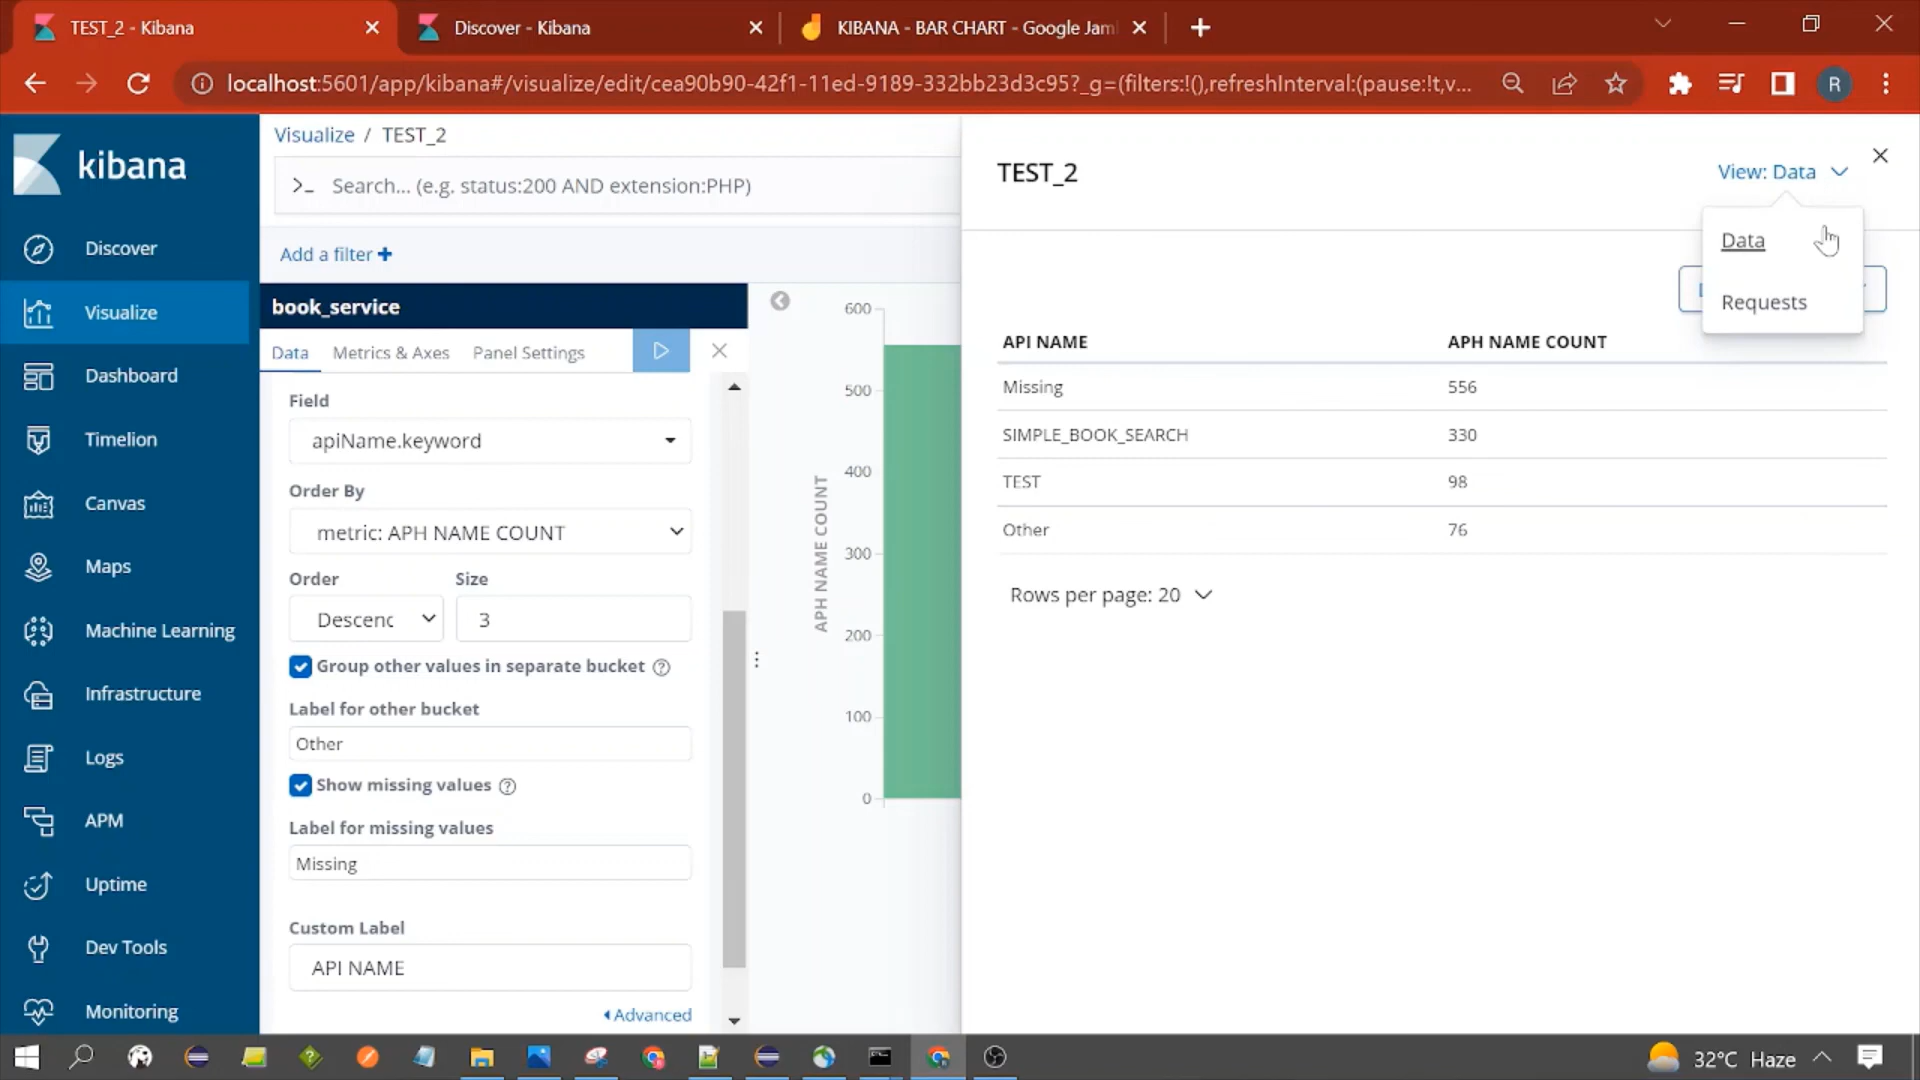 TEST_2 - Kibana
Discover - Kibana
KIBANA - BAR CHART - Google Jam
localhost:5601/app/kibana#/visualize/edit/cea90b90-42f1-11ed-9189-332bb23d3c95?_g=(filters:!(),refreshInterval:(pause:!t,v...
R
kibana
Discover
Visualize
Dashboard
Timelion
Canvas
Maps
Machine Learning
Infrastructure
Logs
APM
Uptime
Dev Tools
Monitoring
Visualize / TEST_2
>_ Search... (e.g. status:200 AND extension:PHP)
Add a filter +
book_service
Data Metrics & Axes Panel Settings
Field
apiName.keyword
Order By
metric: APH NAME COUNT
Order Size
Descenc 3
Group other values in separate bucket
Label for other bucket
Other
Show missing values
Label for missing values
Missing
Custom Label
API NAME
Advanced
APH NAME COUNT
600
500
400
300
200
100
0
TEST_2
View: Data
Data
Requests
API NAME APH NAME COUNT
Missing 556
SIMPLE_BOOK_SEARCH 330
TEST 98
Other 76
Rows per page: 20
32°C Haze